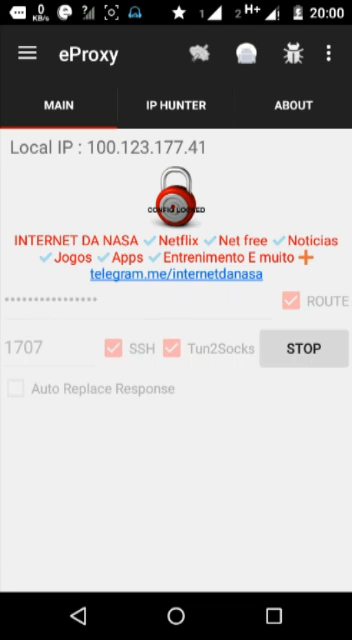 0
KB/s
1
2
H+
20:00
eProxy
MAIN
IP HUNTER
ABOUT
Local IP : 100.123.177.41
CONFIG LOCKED
INTERNET DA NASA ✓Netflix ✓Net free ✓Noticias
✓Jogos ✓Apps ✓Entrenimento E muito ➕
telegram.me/internetdanasa
•••••••••••••••
ROUTE
1707
SSH
Tun2Socks
STOP
Auto Replace Response